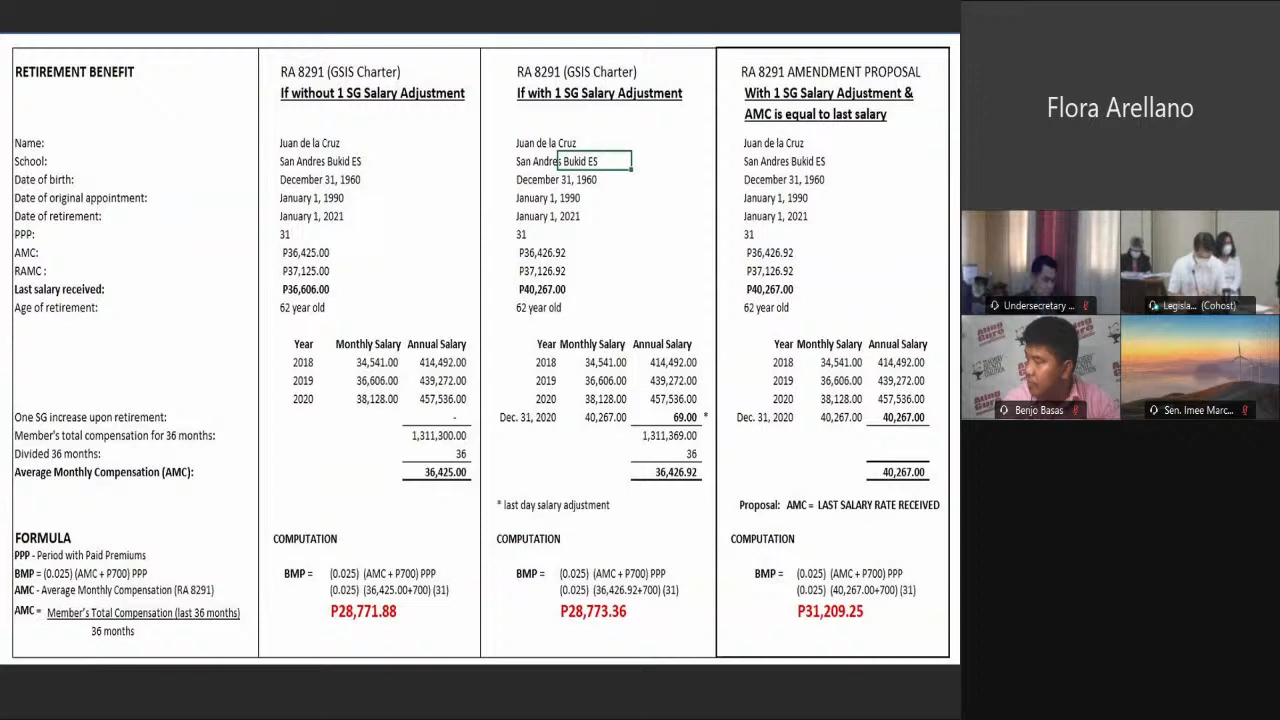 RETIREMENT BENEFIT
Name:
School:
Date of birth:
Date of original appointment:
Date of retirement:
PPP:
AMC:
RAMC :
Last salary received:
Age of retirement:
One SG increase upon retirement:
Member's total compensation for 36 months:
Divided 36 months:
Average Monthly Compensation (AMC):
FORMULA
PPP - Period with Paid Premiums
BMP = (0.025) (AMC + P700) PPP
AMC - Average Monthly Compensation (RA 8291)
AMC = Member's Total Compensation (last 36 months)
36 months
RA 8291 (GSIS Charter)
If without 1 SG Salary Adjustment
Juan de la Cruz
San Andres Bukid ES
December 31, 1960
January 1, 1990
January 1, 2021
31
P36,425.00
P37,125.00
P36,606.00
62 year old
Year Monthly Salary Annual Salary
2018 34,541.00 414,492.00
2019 36,606.00 439,272.00
2020 38,128.00 457,536.00
-
1,311,300.00
36
36,425.00
COMPUTATION
BMP = (0.025) (AMC + P700) PPP
(0.025) (36,425.00+700) (31)
P28,771.88
RA 8291 (GSIS Charter)
If with 1 SG Salary Adjustment
Juan de la Cruz
San Andres Bukid ES
December 31, 1960
January 1, 1990
January 1, 2021
31
P36,426.92
P37,126.92
P40,267.00
62 year old
Year Monthly Salary Annual Salary
2018 34,541.00 414,492.00
2019 36,606.00 439,272.00
2020 38,128.00 457,536.00
Dec. 31, 2020 40,267.00 69.00 *
1,311,369.00
36
36,426.92
* last day salary adjustment
COMPUTATION
BMP = (0.025) (AMC + P700) PPP
(0.025) (36,426.92+700) (31)
P28,773.36
RA 8291 AMENDMENT PROPOSAL
With 1 SG Salary Adjustment &
AMC is equal to last salary
Juan de la Cruz
San Andres Bukid ES
December 31, 1960
January 1, 1990
January 1, 2021
31
P36,426.92
P37,126.92
P40,267.00
62 year old
Year Monthly Salary Annual Salary
2018 34,541.00 414,492.00
2019 36,606.00 439,272.00
2020 38,128.00 457,536.00
Dec. 31, 2020 40,267.00 40,267.00
40,267.00
Proposal: AMC = LAST SALARY RATE RECEIVED
COMPUTATION
BMP = (0.025) (AMC + P700) PPP
(0.025) (40,267.00+700) (31)
P31,209.25
Flora Arellano
Undersecretary ...
Legisla... (Cohost)
Benjo Basas
Sen. Imee Marc...